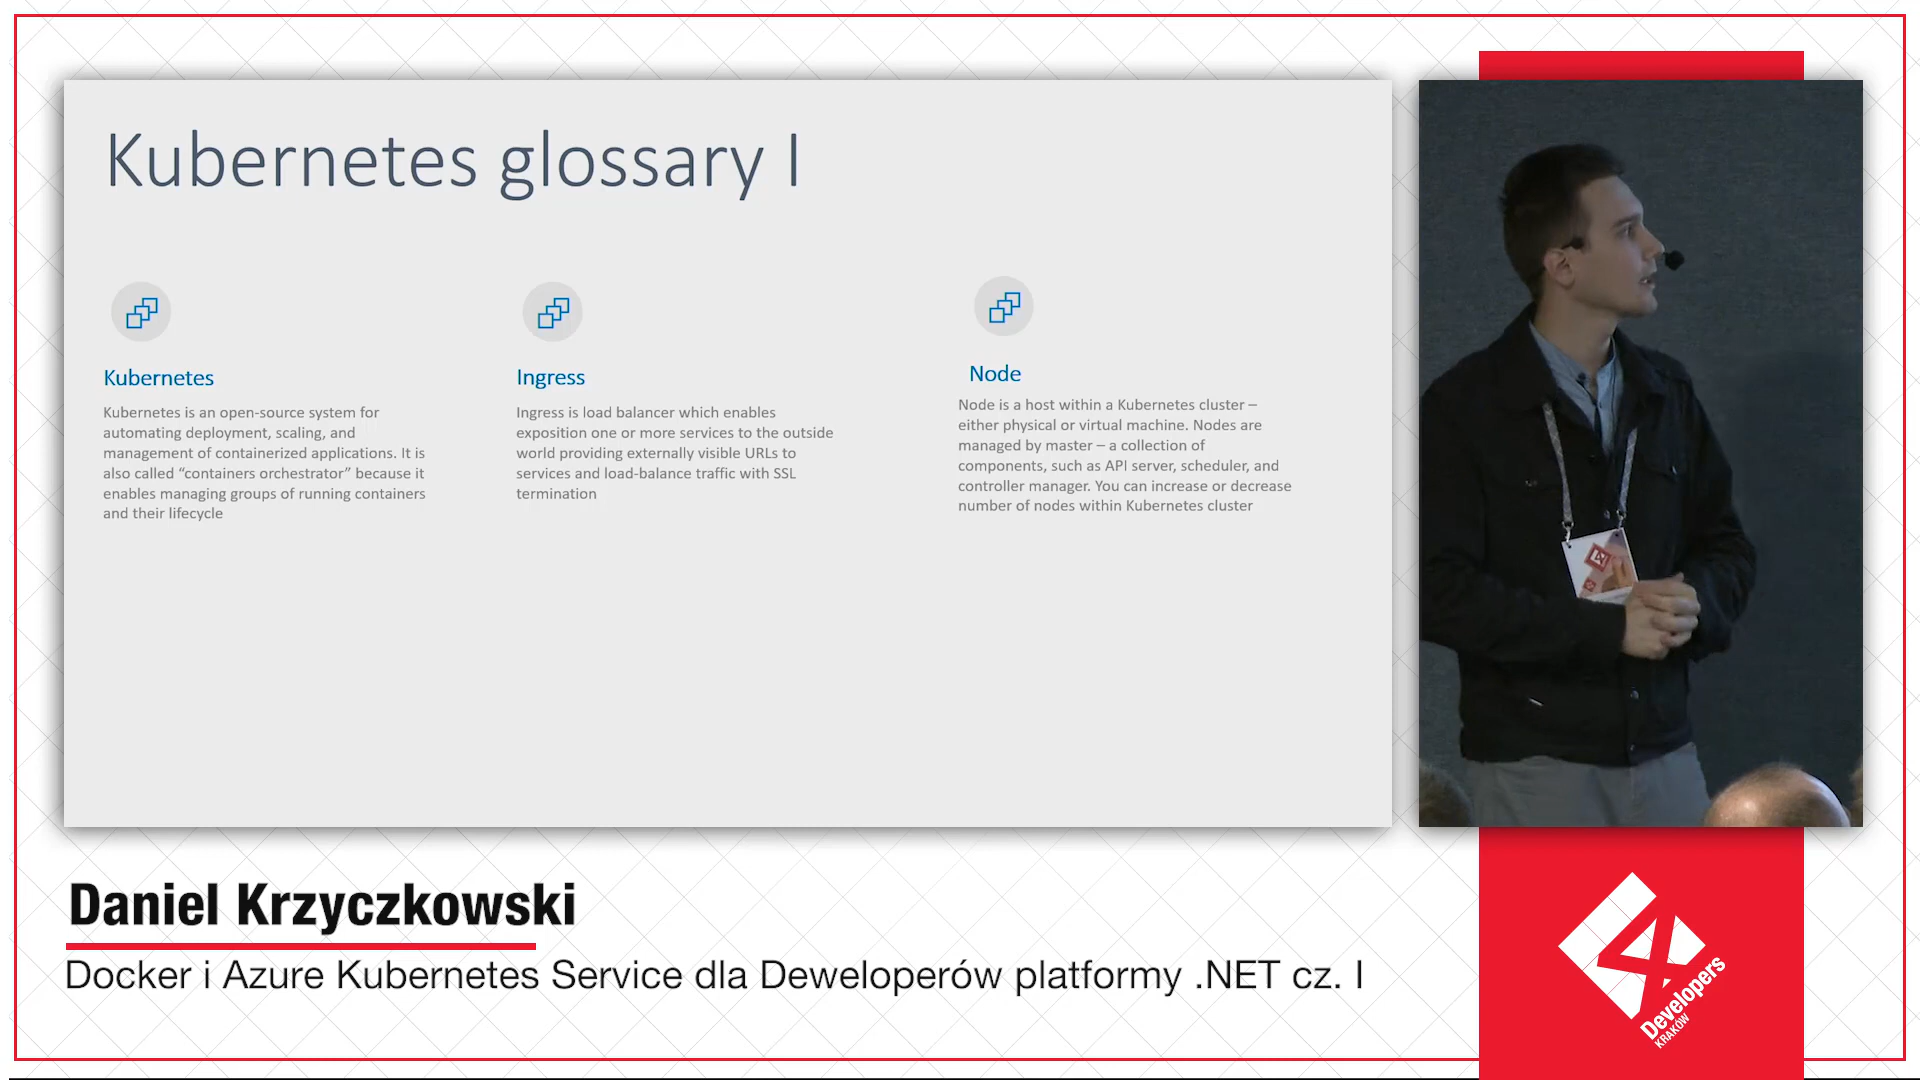 Kubernetes glossary I
Kubernetes
Kubernetes is an open-source system for
automating deployment, scaling, and
management of containerized applications. It is
also called “containers orchestrator” because it
enables managing groups of running containers
and their lifecycle
Ingress
Ingress is load balancer which enables
exposition one or more services to the outside
world providing externally visible URLs to
services and load-balance traffic with SSL
termination
Node
Node is a host within a Kubernetes cluster –
either physical or virtual machine. Nodes are
managed by master – a collection of
components, such as API server, scheduler, and
controller manager. You can increase or decrease
number of nodes within Kubernetes cluster
Daniel Krzyczkowski
Docker i Azure Kubernetes Service dla Deweloperów platformy .NET cz. I
4
Developers
KRAKÓW